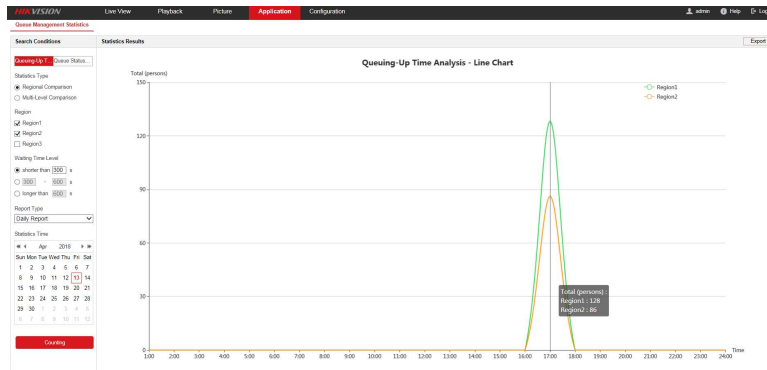 HIKVISION Live View Playback Picture Application Configuration admin Help Log
Queue Management Statistics
Search Conditions
Statistics Results
Export
Queuing-Up T... Queue Status...
Statistics Type
Regional Comparison
Multi-Level Comparison
Region
Region1
Region2
Region3
Waiting Time Level
shorter than 300 s
300 - 600 s
longer than 600 s
Report Type
Daily Report
Statistics Time
Apr 2018
Sun Mon Tue Wed Thu Fri Sat
1 2 3 4 5 6 7
8 9 10 11 12 13 14
15 16 17 18 19 20 21
22 23 24 25 26 27 28
29 30 1 2 3 4 5
6 7 8 9 10 11 12
Counting
Queuing-Up Time Analysis - Line Chart
Total (persons)
Region1
Region2
150
120
90
60
30
0
Total (persons) :
Region1 : 128
Region2 : 86
1:00 2:00 3:00 4:00 5:00 6:00 7:00 8:00 9:00 10:00 11:00 12:00 13:00 14:00 15:00 16:00 17:00 18:00 19:00 20:00 21:00 22:00 23:00 24:00
Time